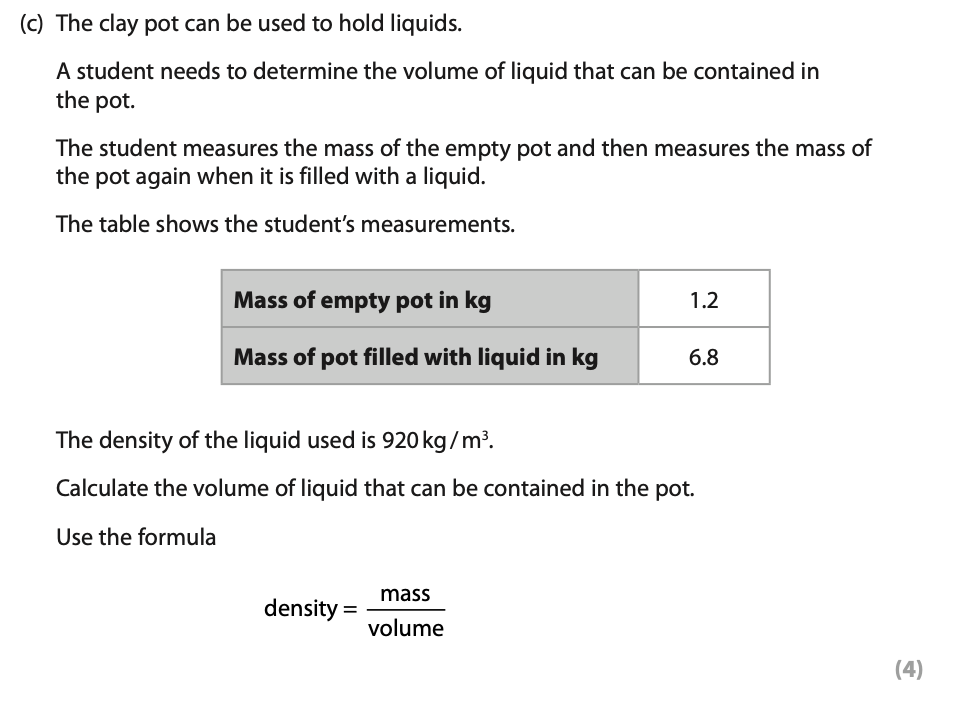 (c) The clay pot can be used to hold liquids.
A student needs to determine the volume of liquid that can be contained in
the pot.
The student measures the mass of the empty pot and then measures the mass of
the pot again when it is filled with a liquid.
The table shows the student’s measurements.
Mass of empty pot in kg 1.2
Mass of pot filled with liquid in kg 6.8
The density of the liquid used is 920 kg / m³.
Calculate the volume of liquid that can be contained in the pot.
Use the formula
density = mass / volume
(4)